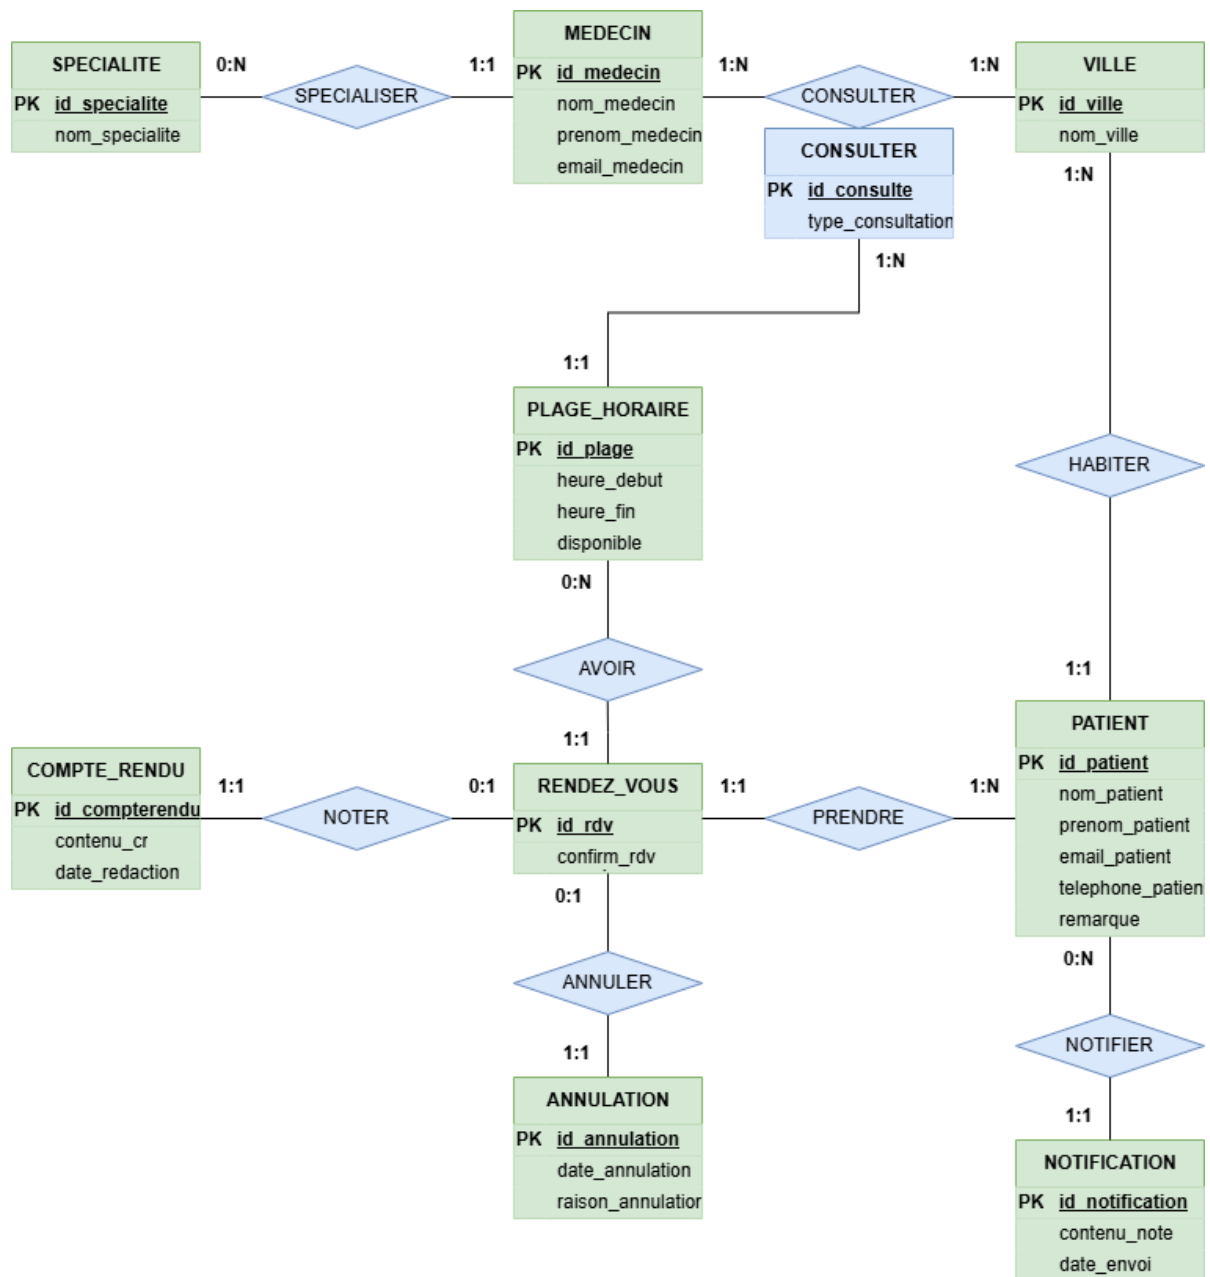 MEDECIN
PK id_medecin
nom_medecin
prenom_medecin
email_medecin
SPECIALITE
PK id_specialite
nom_specialite
0:N
SPECIALISER
1:1
1:N
CONSULTER
1:N
VILLE
PK id_ville
nom_ville
1:N
CONSULTER
PK id_consulte
type_consultation
1:N
1:1
PLAGE_HORAIRE
PK id_plage
heure_debut
heure_fin
disponible
0:N
HABITER
AVOIR
1:1
1:1
COMPTE_RENDU
PK id_compterendu
contenu_cr
date_redaction
1:1
NOTER
0:1
RENDEZ_VOUS
PK id_rdv
confirm_rdv
0:1
1:1
PRENDRE
1:N
PATIENT
PK id_patient
nom_patient
prenom_patient
email_patient
telephone_patien
remarque
0:N
ANNULER
1:1
ANNULATION
PK id_annulation
date_annulation
raison_annulation
NOTIFIER
1:1
NOTIFICATION
PK id_notification
contenu_note
date_envoi